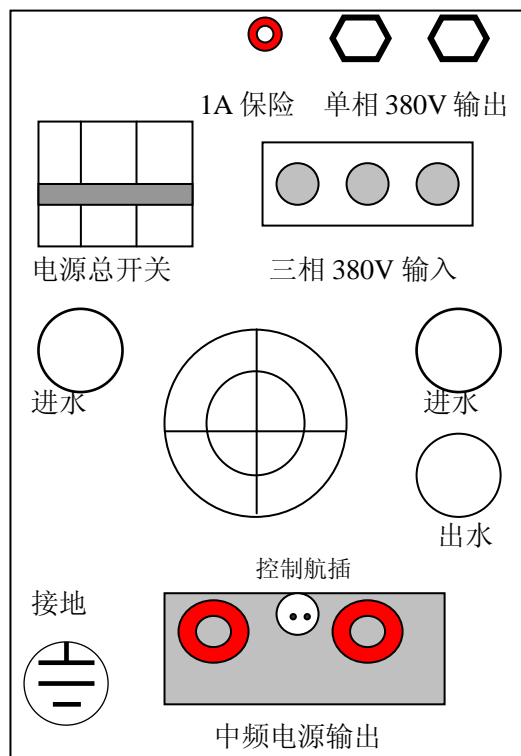 1A 保险 单相 380V 输出
电源总开关 三相 380V 输入
进水 进水
出水
控制航插
接地
中频电源输出